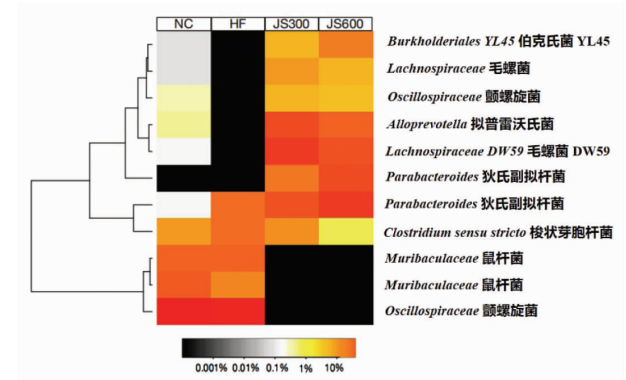 NC HF JS300 JS600
Burkholderiales YL45 伯克氏菌 YL45
Lachnospiraceae 毛螺菌
Oscillospiraceae 颤螺旋菌
Alloprevotella 拟普雷沃氏菌
Lachnospiraceae DW59 毛螺菌 DW59
Parabacteroides 狄氏副拟杆菌
Parabacteroides 狄氏副拟杆菌
Clostridium sensu stricto 梭状芽胞杆菌
Muribaculaceae 鼠杆菌
Muribaculaceae 鼠杆菌
Oscillospiraceae 颤螺旋菌
0.001% 0.01% 0.1% 1% 10%